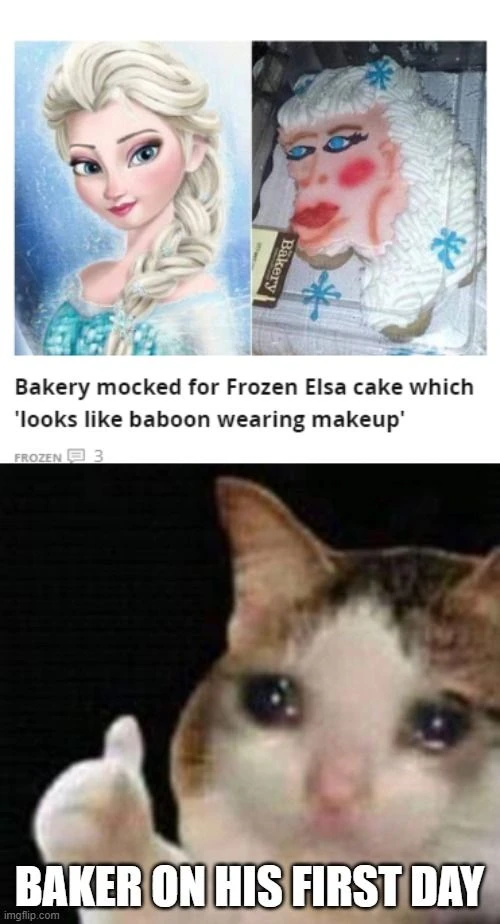 Bakery
Bakery mocked for Frozen Elsa cake which
'looks like baboon wearing makeup'
FROZEN 3
BAKER ON HIS FIRST DAY
imgflip.com